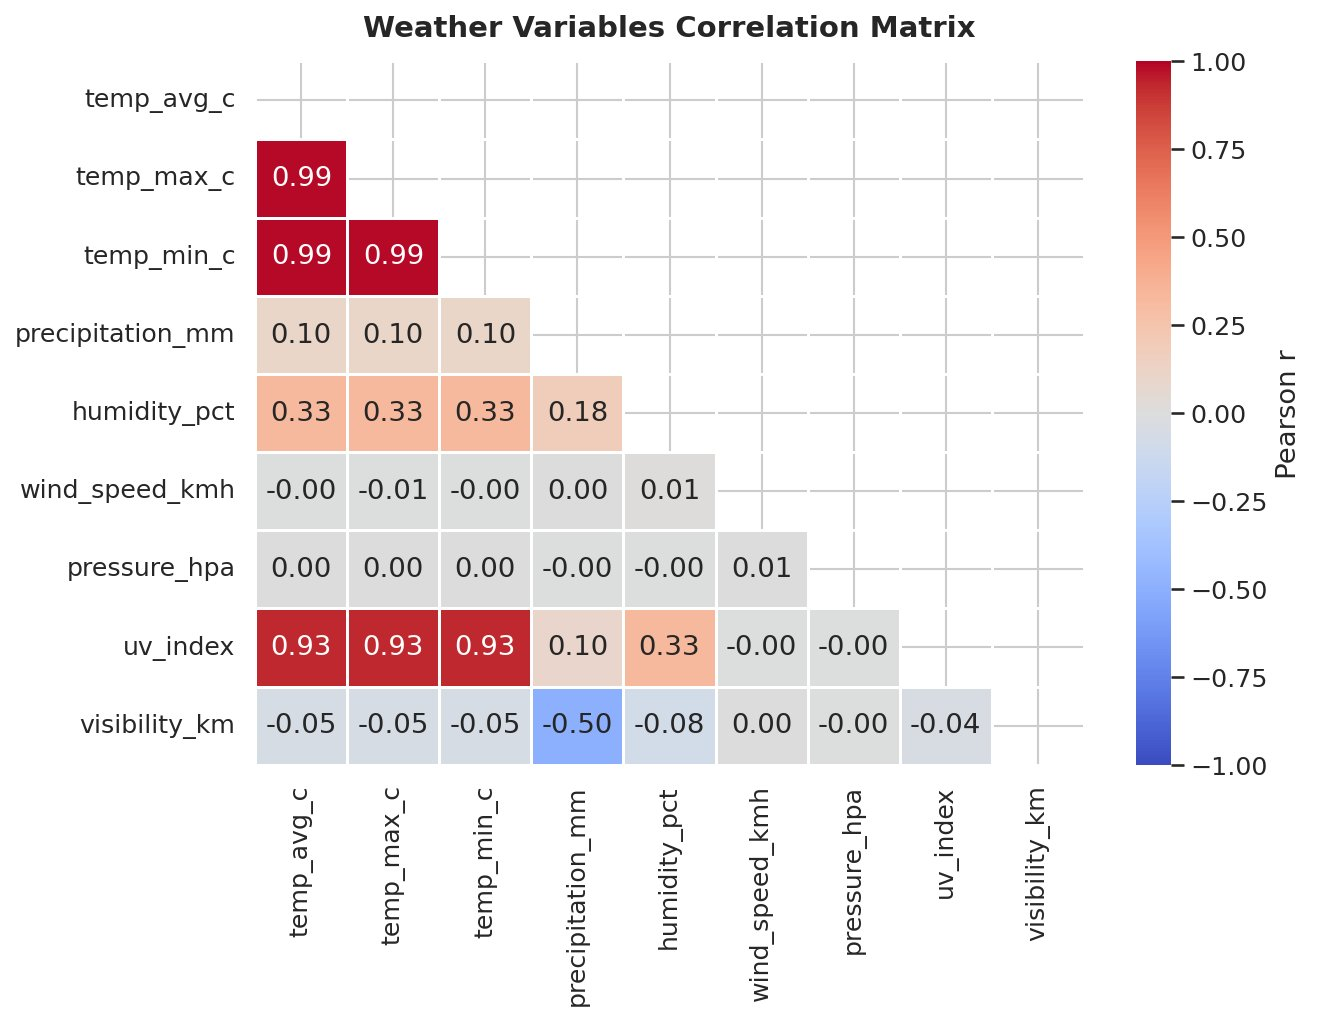 Weather Variables Correlation Matrix
temp_avg_c
temp_max_c 0.99
temp_min_c 0.99 0.99
precipitation_mm 0.10 0.10 0.10
humidity_pct 0.33 0.33 0.33 0.18
wind_speed_kmh -0.00 -0.01 -0.00 0.00 0.01
pressure_hpa 0.00 0.00 0.00 -0.00 -0.00 0.01
uv_index 0.93 0.93 0.93 0.10 0.33 -0.00 -0.00
visibility_km -0.05 -0.05 -0.05 -0.50 -0.08 0.00 -0.00 -0.04
temp_avg_c
temp_max_c
temp_min_c
precipitation_mm
humidity_pct
wind_speed_kmh
pressure_hpa
uv_index
visibility_km
1.00
0.75
0.50
0.25
0.00
−0.25
−0.50
−0.75
−1.00
Pearson r